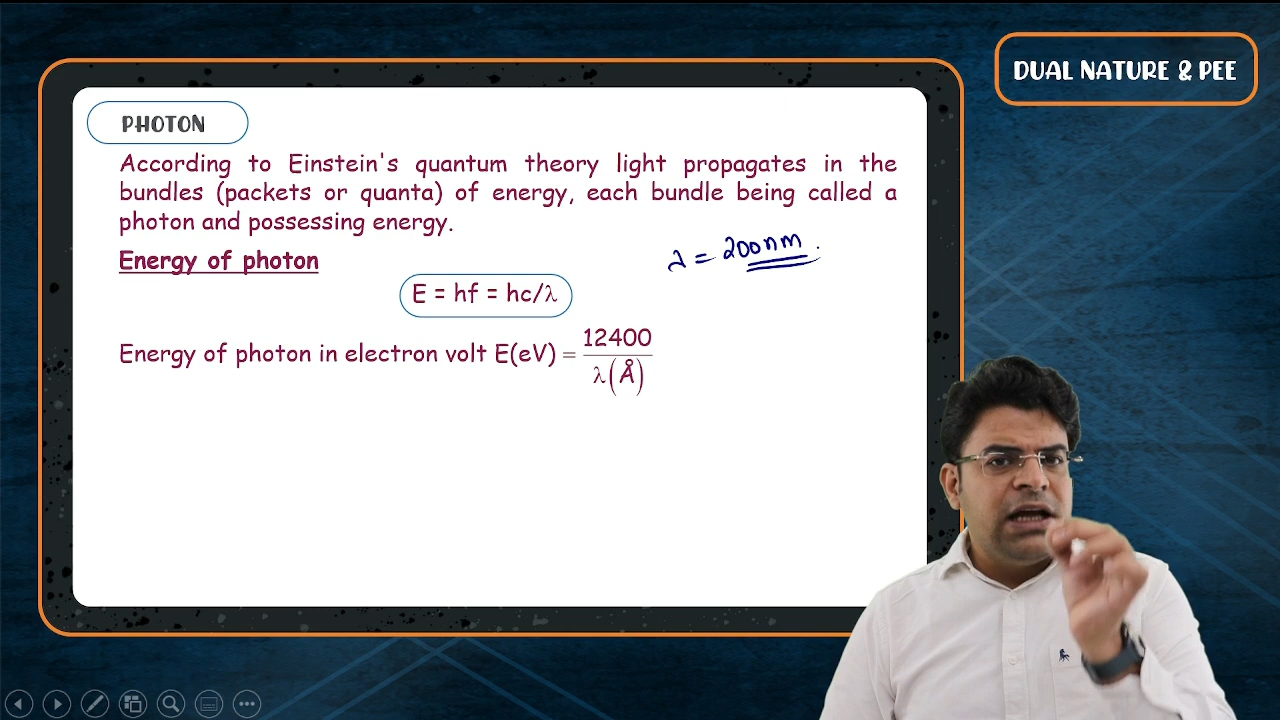 DUAL NATURE & PEE
PHOTON
According to Einstein's quantum theory light propagates in the
bundles (packets or quanta) of energy, each bundle being called a
photon and possessing energy.
Energy of photon
λ = 200nm.
E = hf = hc/λ
Energy of photon in electron volt E(eV) = 12400
λ(Å)